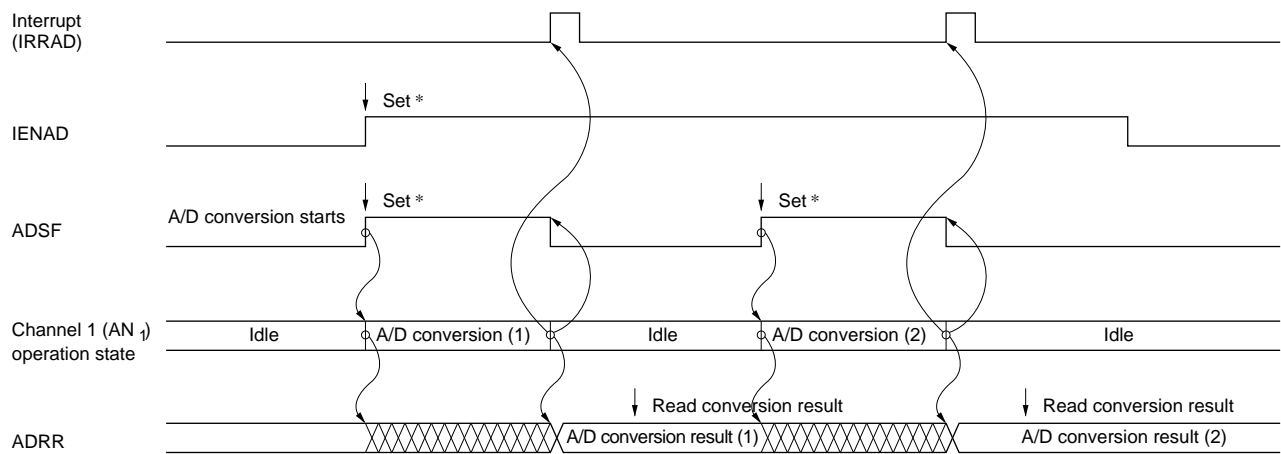 Interrupt
(IRRAD)
Set *
IENAD
Set *
Set *
A/D conversion starts
ADSF
Channel 1 (AN 1)
operation state
Idle
A/D conversion (1)
Idle
A/D conversion (2)
Idle
Read conversion result
Read conversion result
ADRR
A/D conversion result (1)
A/D conversion result (2)